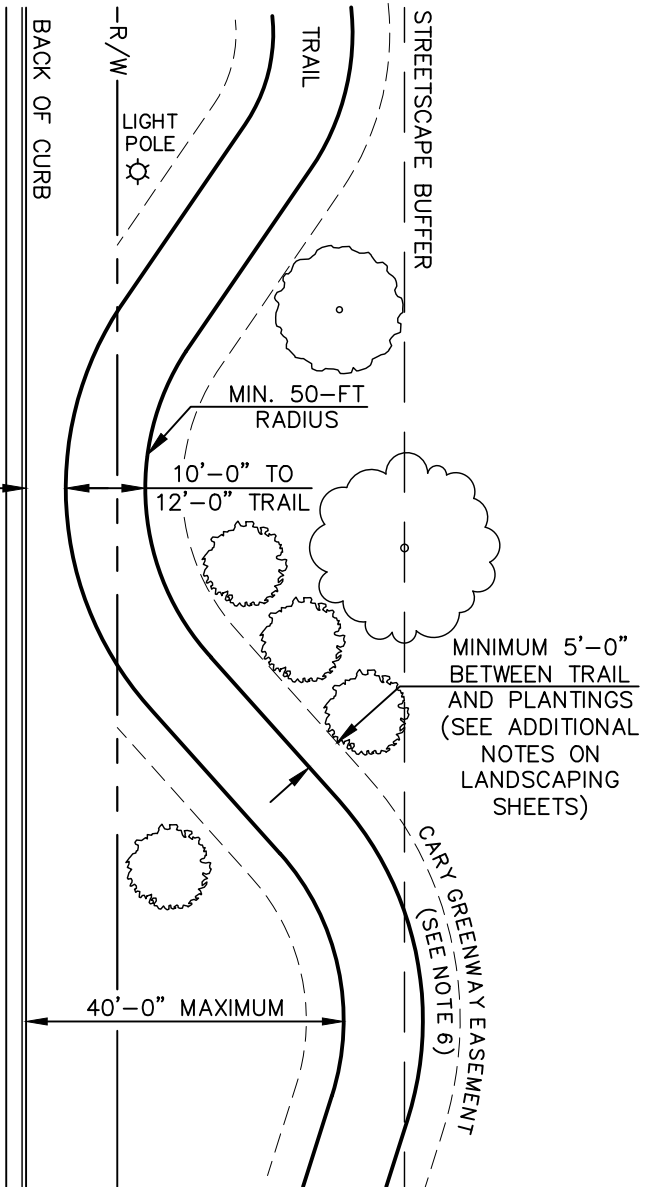 BACK OF CURB
R/W
TRAIL
STREETSCAPE BUFFER
LIGHT
POLE
MIN. 50-FT
RADIUS
10'-0" TO
12'-0" TRAIL
MINIMUM 5'-0"
BETWEEN TRAIL
AND PLANTINGS
(SEE ADDITIONAL
NOTES ON
LANDSCAPING
SHEETS)
CARY GREENWAY EASEMENT
(SEE NOTE 6)
40'-0" MAXIMUM